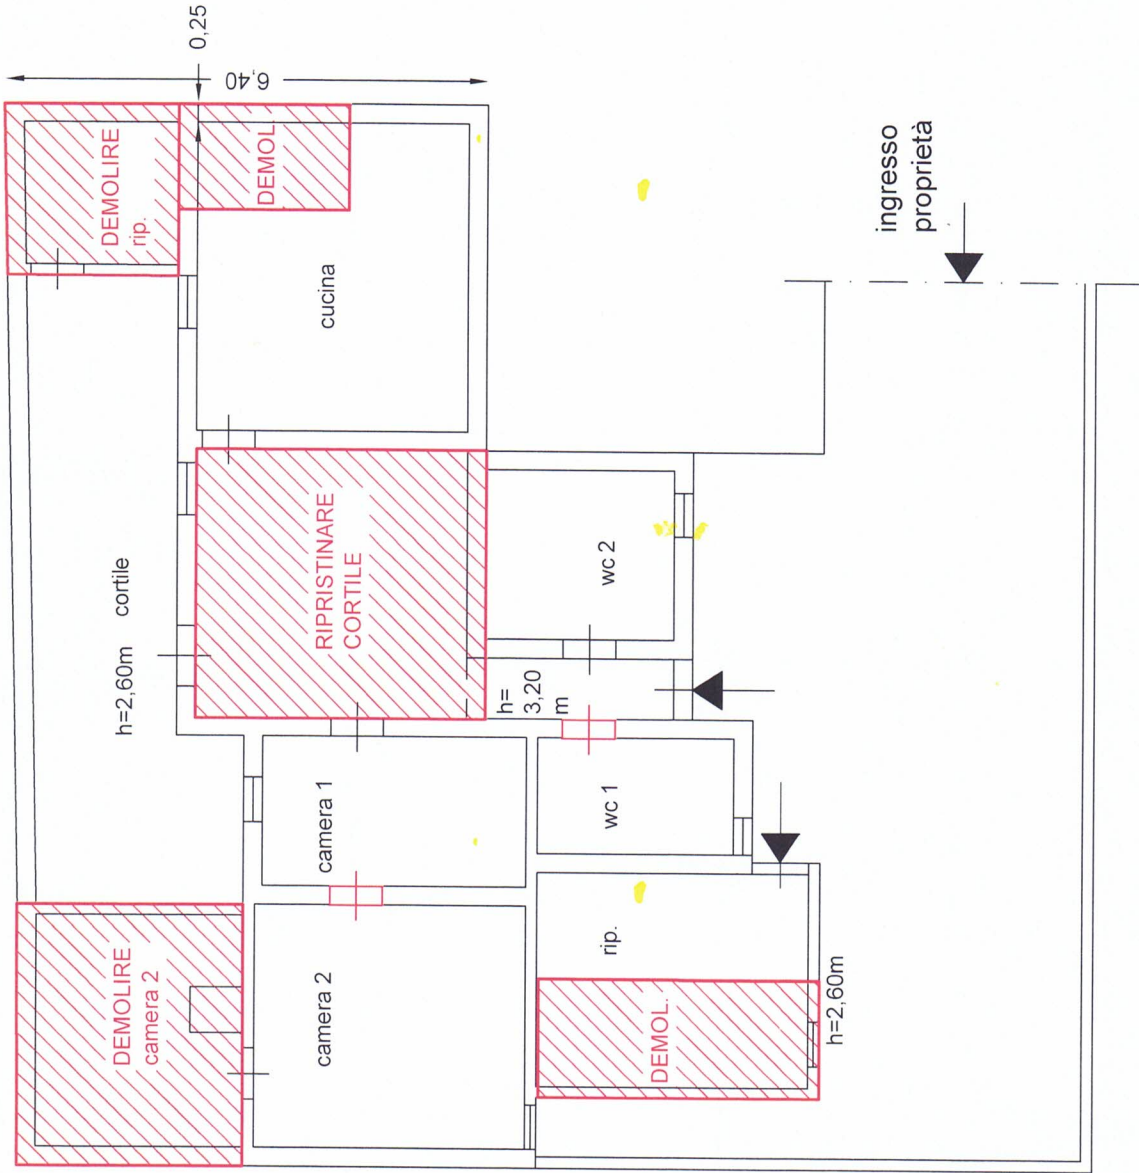 0,25
6,40
DEMOLIRE
rip.
DEMOL
cucina
ingresso
proprietà
RIPRISTINARE
CORTILE
cortile
h=2,60m
wc 2
h=
3,20
m
camera 1
wc 1
DEMOLIRE
camera 2
camera 2
rip.
DEMOL.
h=2,60m